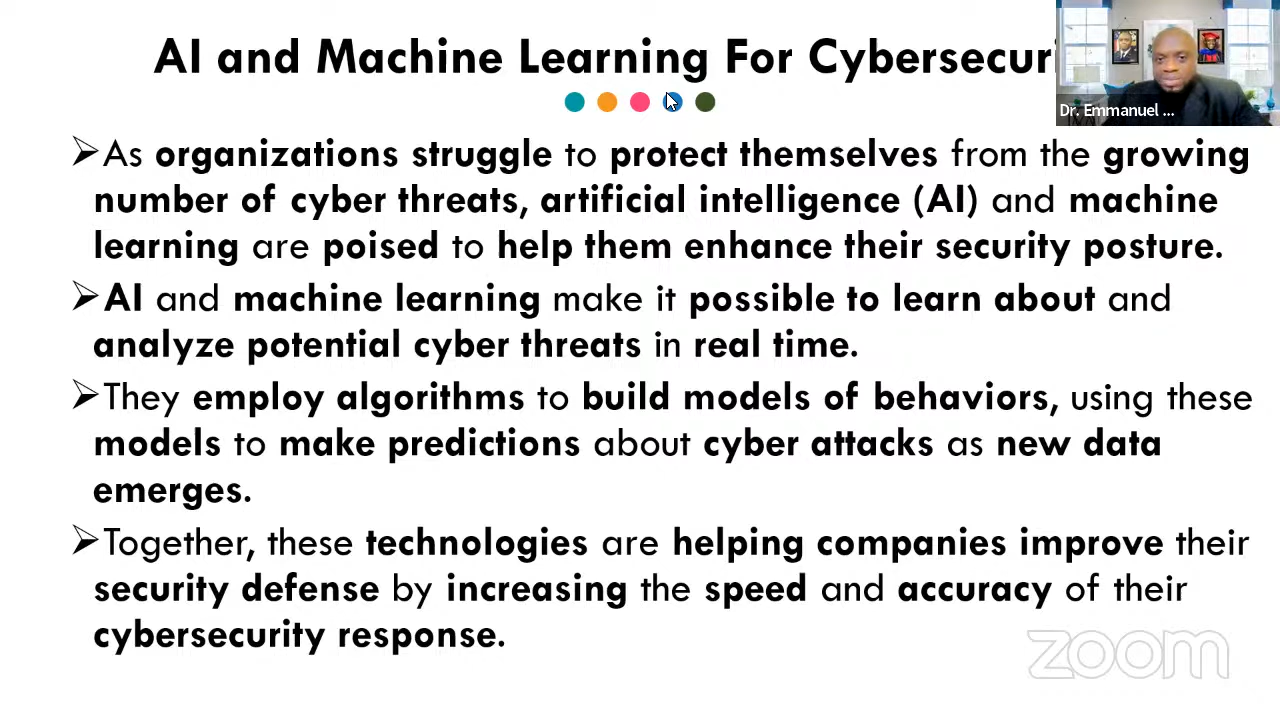 AI and Machine Learning For Cybersecuri
Dr. Emmanuel ...
➢As organizations struggle to protect themselves from the growing
number of cyber threats, artificial intelligence (AI) and machine
learning are poised to help them enhance their security posture.
➢AI and machine learning make it possible to learn about and
analyze potential cyber threats in real time.
➢They employ algorithms to build models of behaviors, using these
models to make predictions about cyber attacks as new data
emerges.
➢Together, these technologies are helping companies improve their
security defense by increasing the speed and accuracy of their
cybersecurity response.
zoom